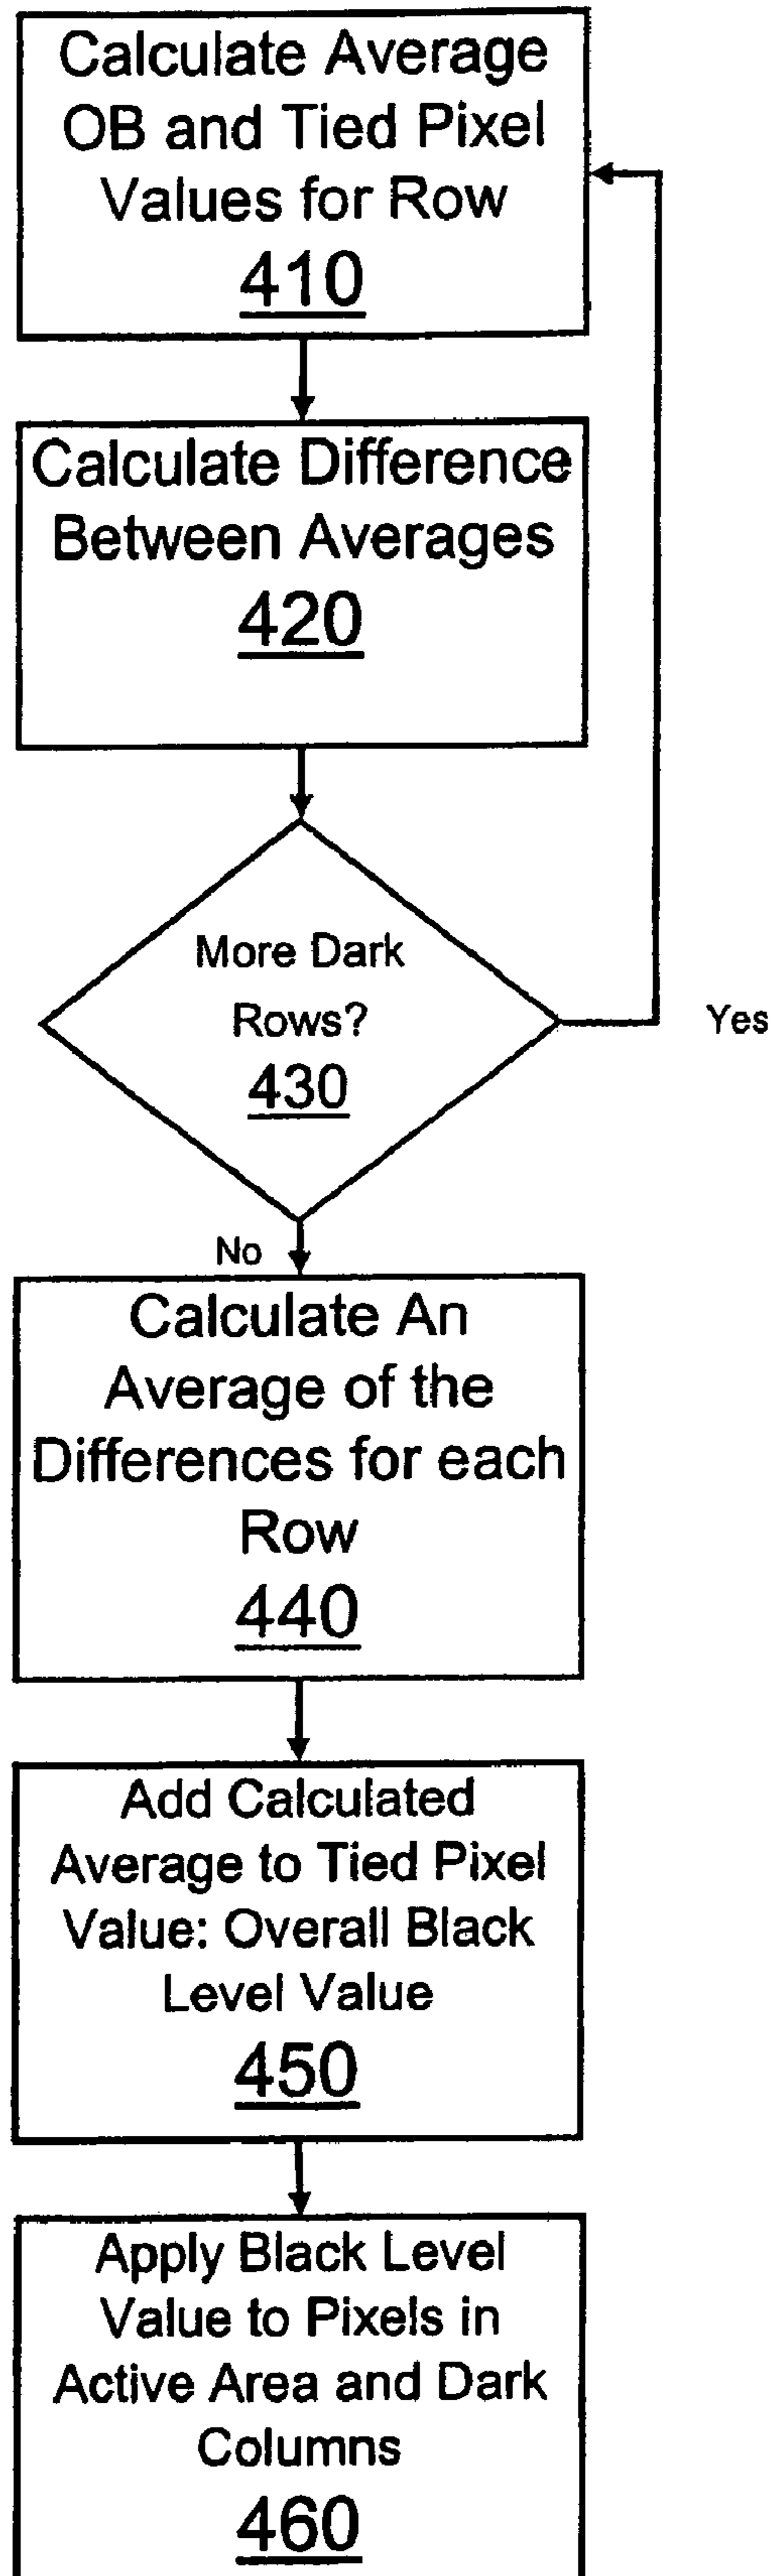 Calculate Average
OB and Tied Pixel
Values for Row
410
Calculate Difference
Between Averages
420
More Dark
Rows?
430
Yes
No
Calculate An
Average of the
Differences for each
Row
440
Add Calculated
Average to Tied Pixel
Value: Overall Black
Level Value
450
Apply Black Level
Value to Pixels in
Active Area and Dark
Columns
460